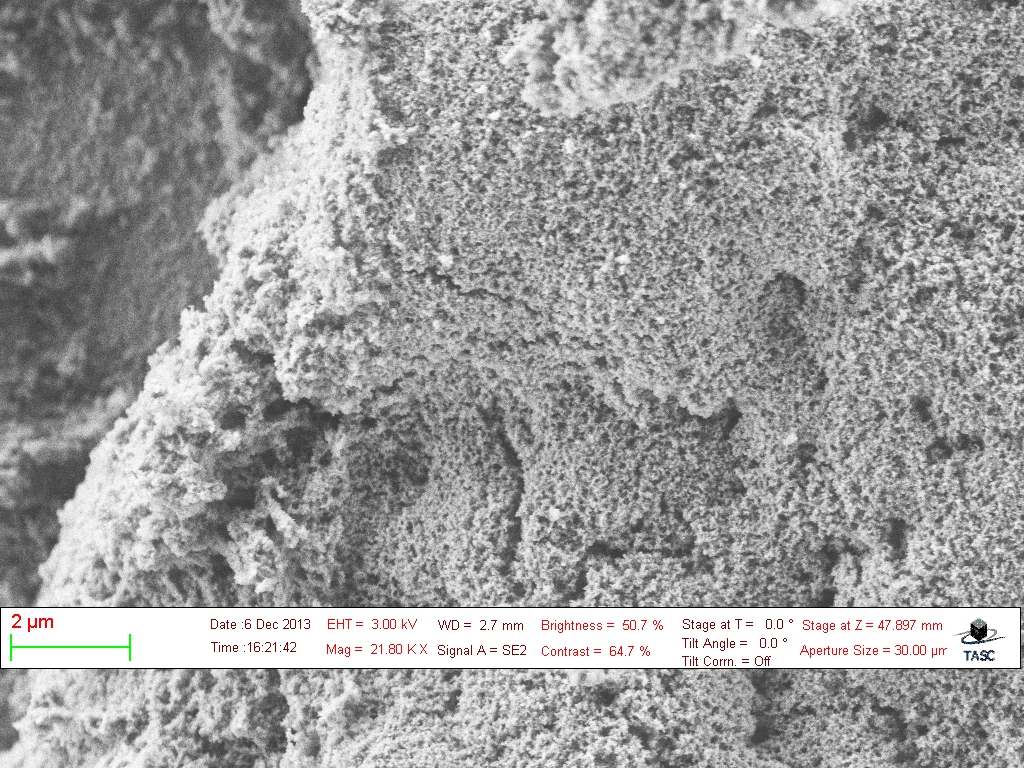 2 µm
Date :6 Dec 2013 EHT = 3.00 kV WD = 2.7 mm Brightness = 50.7 % Stage at T = 0.0 ° Stage at Z = 47.897 mm
Time :16:21:42 Mag = 21.80 K X Signal A = SE2 Contrast = 64.7 % Tilt Angle = 0.0 ° Aperture Size = 30.00 µm
Tilt Corrn. = Off
TASC